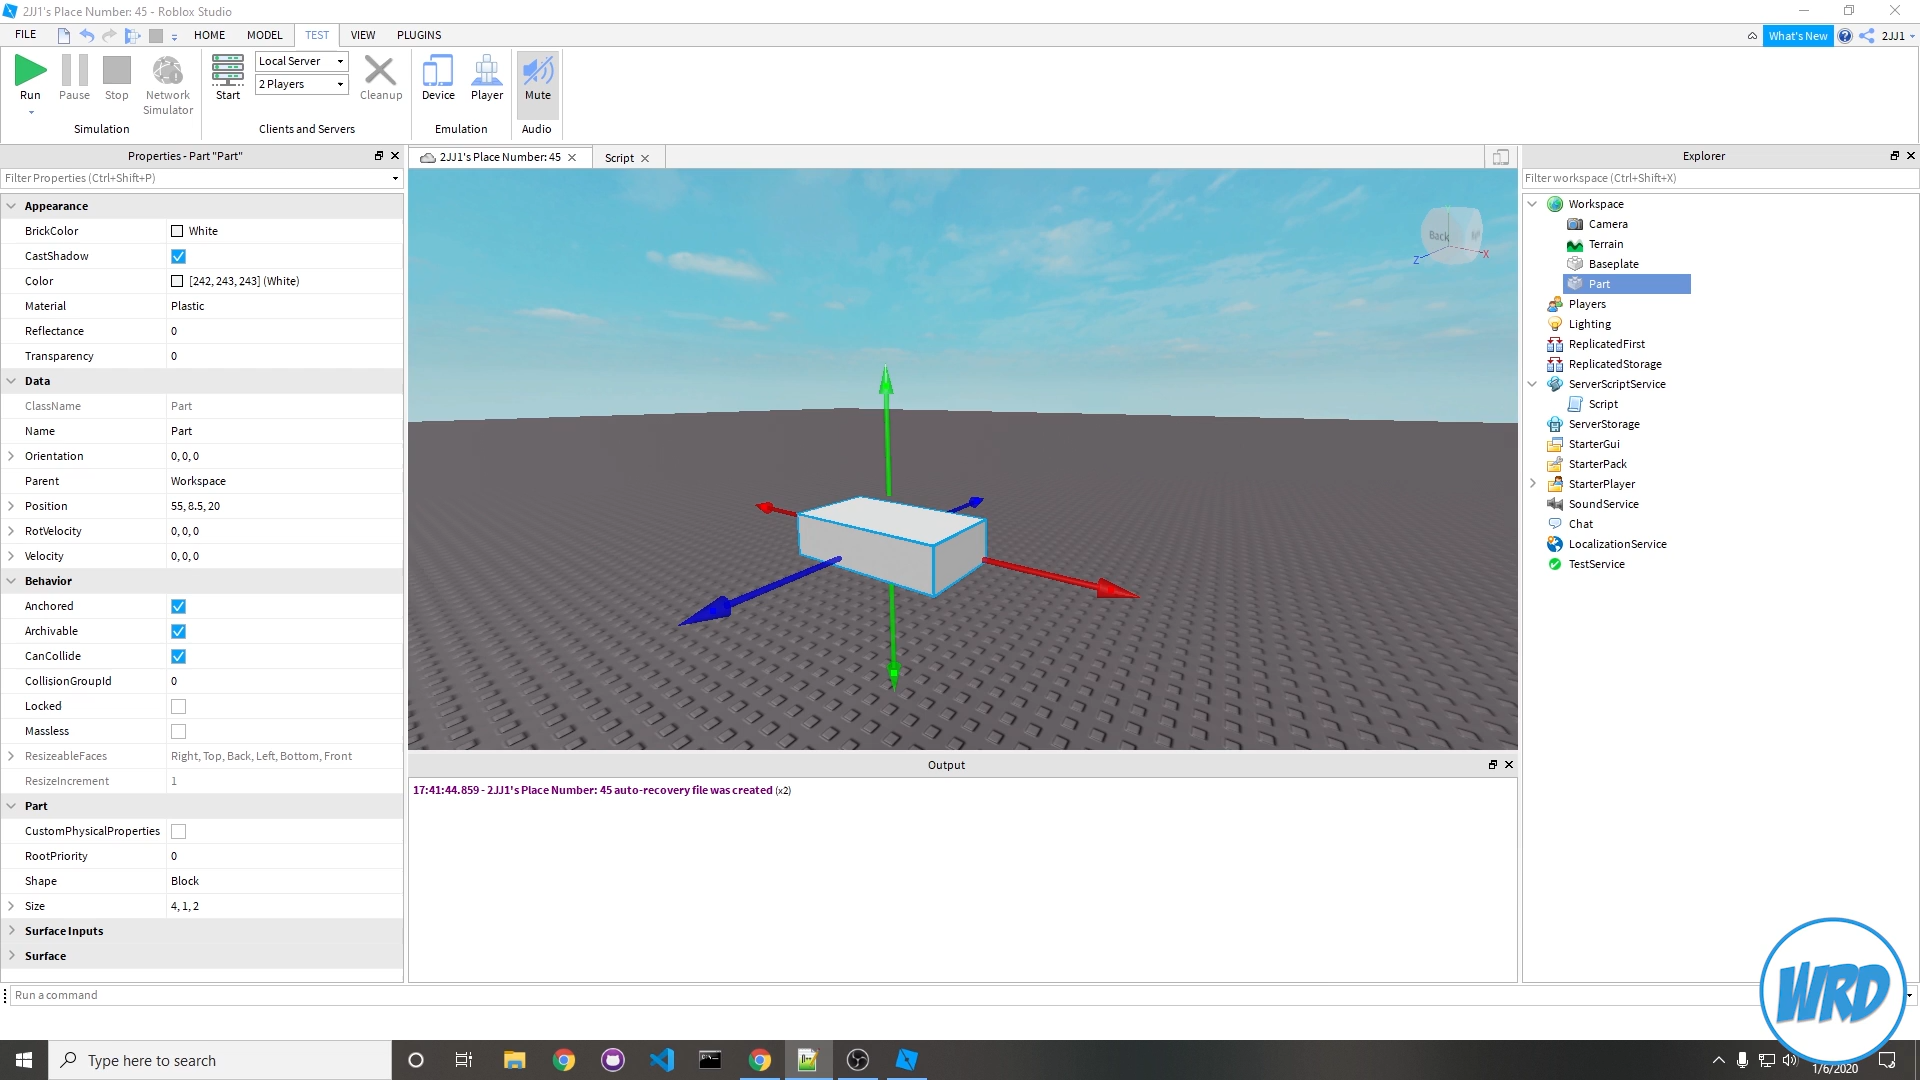 2JJ1's Place Number: 45 - Roblox Studio
FILE HOME MODEL TEST VIEW PLUGINS What's New 2JJ1
Run Pause Stop Network Simulator
Simulation
Start Local Server 2 Players Cleanup
Clients and Servers
Device Player
Emulation
Mute
Audio
Properties - Part "Part"
Filter Properties (Ctrl+Shift+P)
Appearance
BrickColor White
CastShadow
Color [242, 243, 243] (White)
Material Plastic
Reflectance 0
Transparency 0
Data
ClassName Part
Name Part
Orientation 0, 0, 0
Parent Workspace
Position 55, 8.5, 20
RotVelocity 0, 0, 0
Velocity 0, 0, 0
Behavior
Anchored
Archivable
CanCollide
CollisionGroupId 0
Locked
Massless
ResizeableFaces Right, Top, Back, Left, Bottom, Front
ResizeIncrement 1
Part
CustomPhysicalProperties
RootPriority 0
Shape Block
Size 4, 1, 2
Surface Inputs
Surface
2JJ1's Place Number: 45 Script
Back
Z X
Output
17:41:44.859 - 2JJ1's Place Number: 45 auto-recovery file was created (x2)
Explorer
Filter workspace (Ctrl+Shift+X)
Workspace
Camera
Terrain
Baseplate
Part
Players
Lighting
ReplicatedFirst
ReplicatedStorage
ServerScriptService
Script
ServerStorage
StarterGui
StarterPack
StarterPlayer
SoundService
Chat
LocalizationService
TestService
Run a command
WRD
Type here to search
1/6/2020